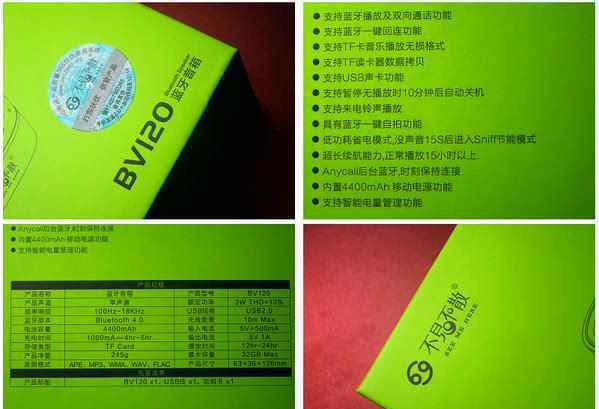 不见不散
BV120
Bluetooth Speaker
蓝牙音箱
支持蓝牙播放及双向通话功能
支持蓝牙一键回连功能
支持TF卡音乐播放无损格式
支持TF读卡器数据拷贝
支持USB声卡功能
支持暂停无播放时10分钟后自动关机
支持来电铃声播放
具有蓝牙一键自拍功能
低功耗省电模式,没声音15S后进入Sniff节能模式
超长续航能力,正常播放15小时以上.
Anycall后台蓝牙,时刻保持连接
内置4400mAh 移动电源功能
支持智能电量管理功能
Anycall后台蓝牙,时刻保持连接
内置4400mAh 移动电源功能
支持智能电量管理功能
产品规格
产品名称 蓝牙音箱 产品型号 BV120
产品声道 单声道 额定功率 3W THD=10%
频率响应 100Hz-18KHz USB规格 USB2.0
蓝牙版本 Bluetooth 4.0 无线距离 10m Max
电池容量 4400mAh 输入电流 5V=500mA
充电时间 1000mA-4hr-5hr 输出电流 5V 1A
存储类型 TF Card 播放时间 12hr-24hr
产品净重 245g 最大容量 32GB Max
音频格式 APE, MP3, WMA, WAV, FLAC 产品尺寸
产品附配 BV120 x1, USB线 x1, 说明书 x1
不见不散